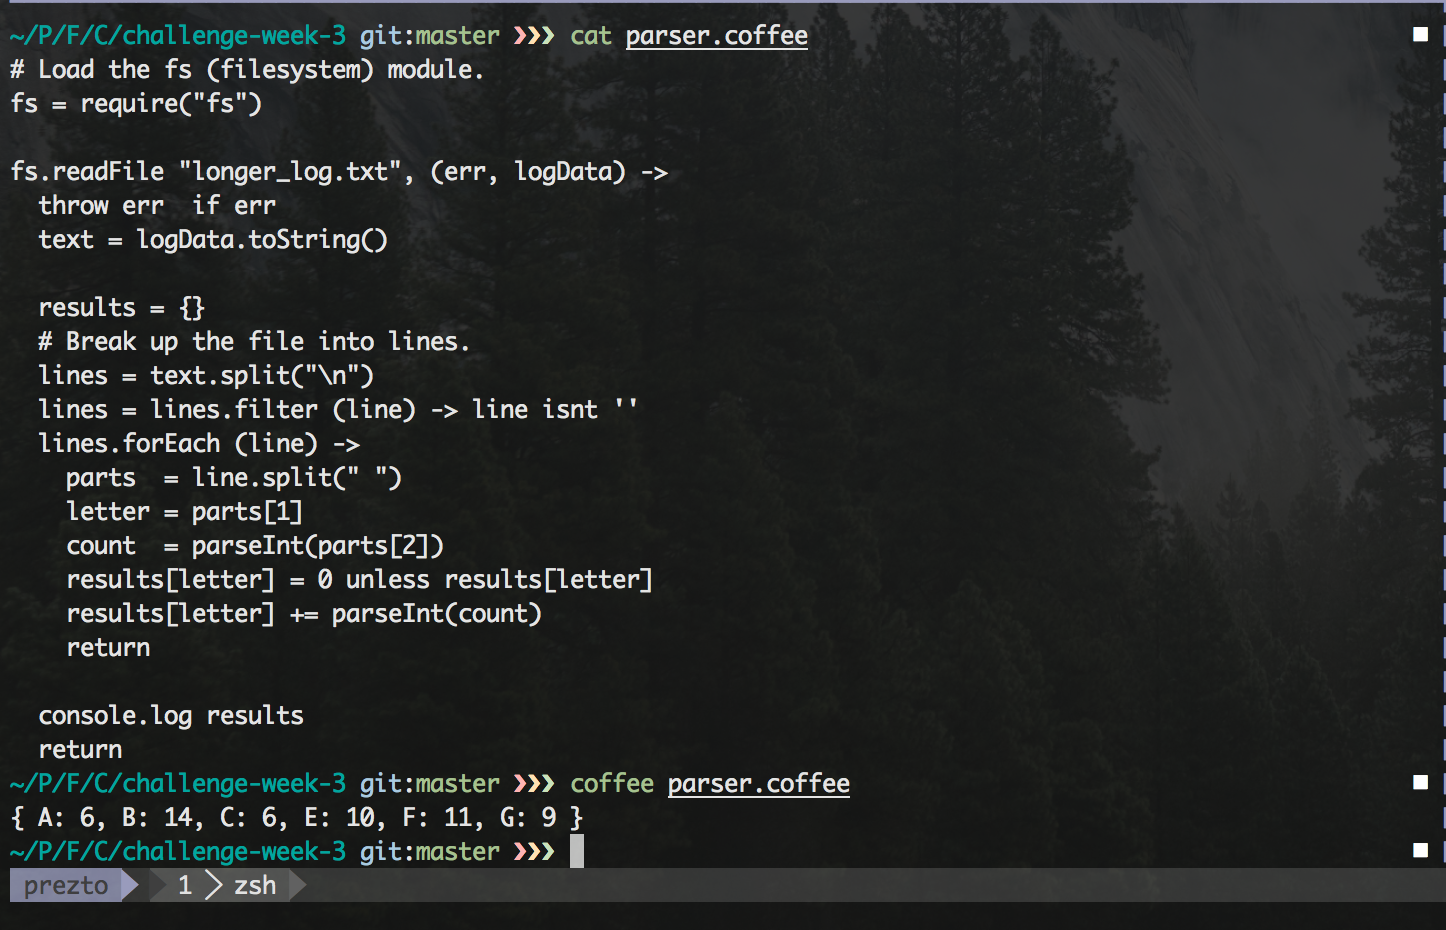 ~/P/F/C/challenge-week-3 git:master ❯❯❯ cat parser.coffee
# Load the fs (filesystem) module.
fs = require("fs")

fs.readFile "longer_log.txt", (err, logData) ->
  throw err  if err
  text = logData.toString()

  results = {}
  # Break up the file into lines.
  lines = text.split("\n")
  lines = lines.filter (line) -> line isnt ''
  lines.forEach (line) ->
    parts  = line.split(" ")
    letter = parts[1]
    count  = parseInt(parts[2])
    results[letter] = 0 unless results[letter]
    results[letter] += parseInt(count)
    return

  console.log results
  return
~/P/F/C/challenge-week-3 git:master ❯❯❯ coffee parser.coffee
{ A: 6, B: 14, C: 6, E: 10, F: 11, G: 9 }
~/P/F/C/challenge-week-3 git:master ❯❯❯
prezto 1 zsh